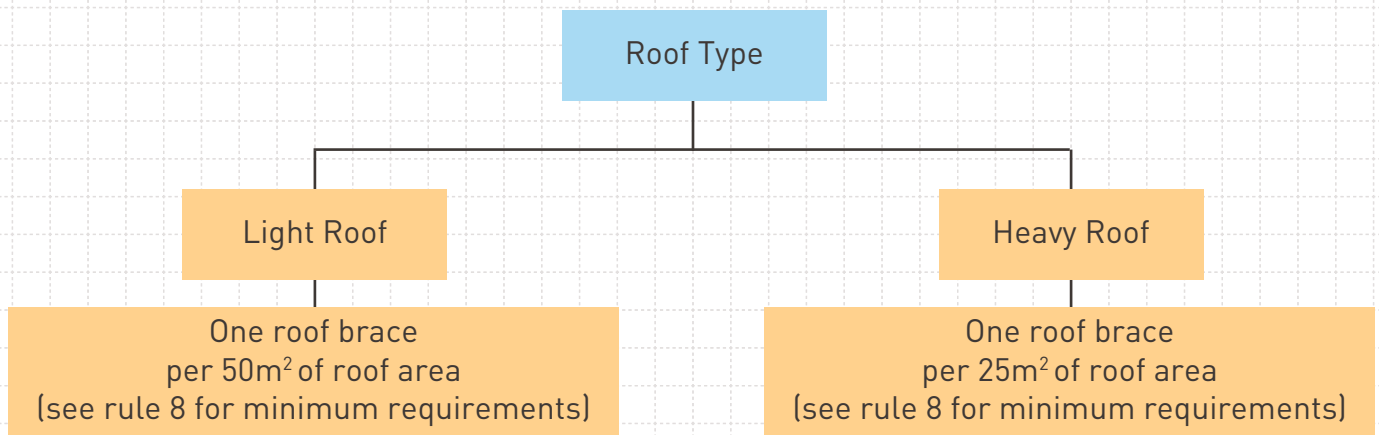 Roof Type
Light Roof
Heavy Roof
One roof brace
per 50m² of roof area
(see rule 8 for minimum requirements)
One roof brace
per 25m² of roof area
(see rule 8 for minimum requirements)